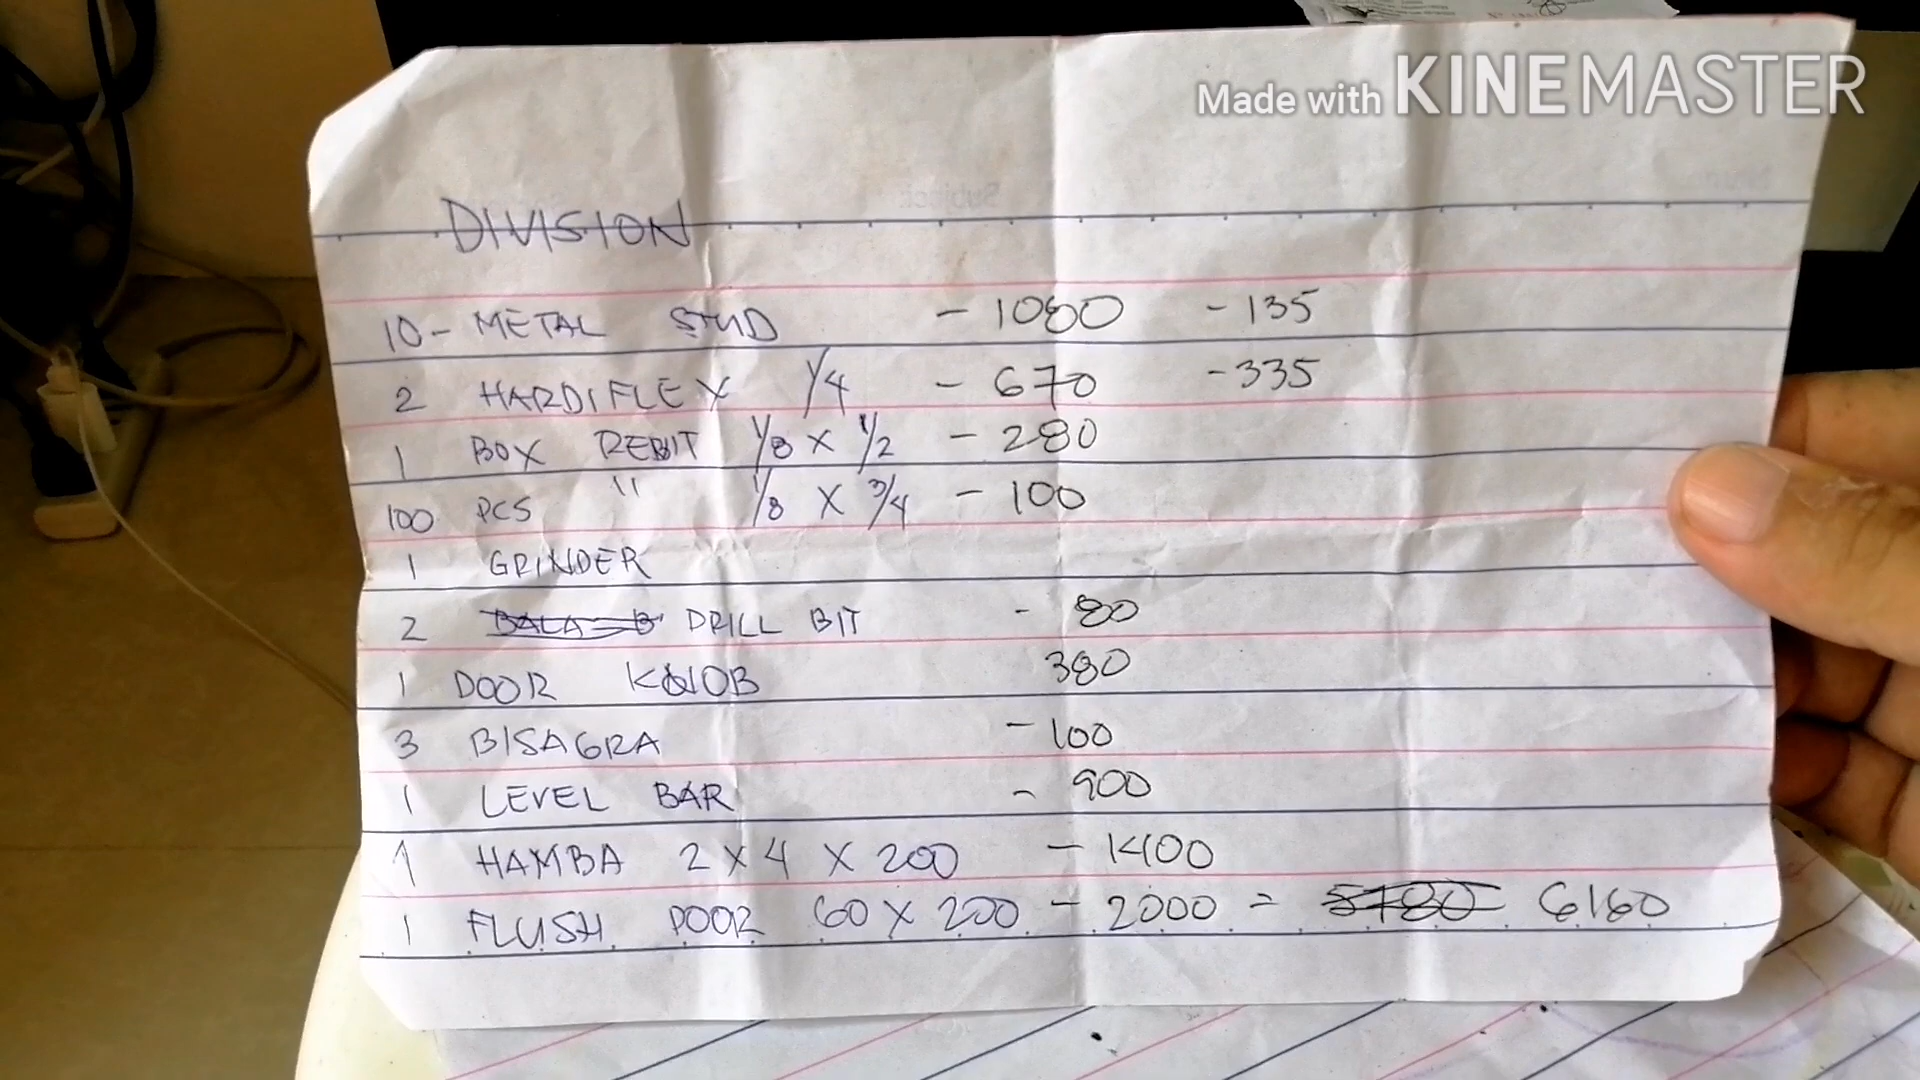 Made with KINEMASTER
DIVISION
10- METAL STUD - 1080 - 135
2 HARDIFLEX 1/4 - 670 - 335
1 BOX REBIT 1/8 X 1/2 - 280
100 PCS " 1/8 X 3/4 - 100
1 GRINDER
2 DRILL BIT - 80
1 DOOR KNOB 380
3 BISAGRA - 100
1 LEVEL BAR - 900
1 HAMBA 2 X 4 X 200 - 1400
1 FLUSH DOOR 60 X 200 - 2000 = 5780 6160